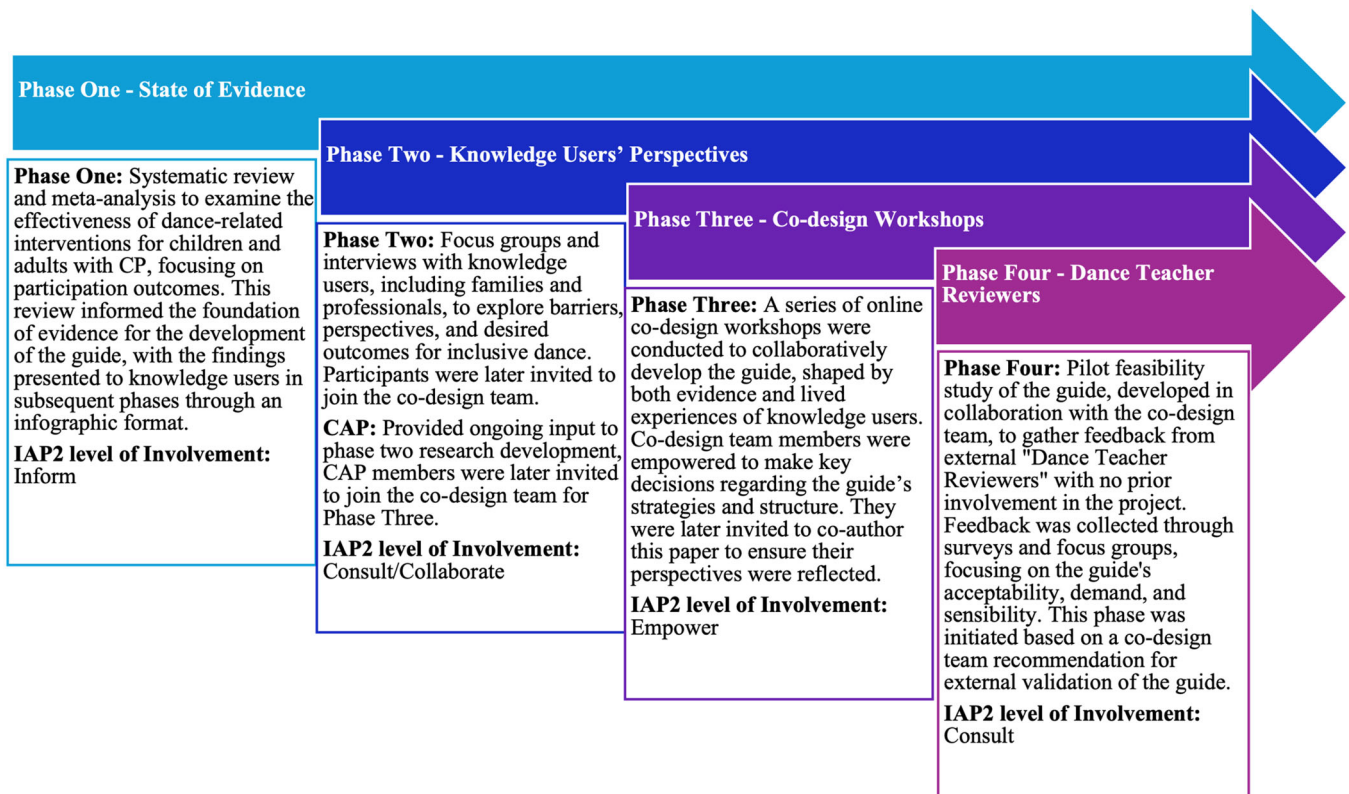 Phase One - State of Evidence
Phase One: Systematic review
and meta-analysis to examine the
effectiveness of dance-related
interventions for children and
adults with CP, focusing on
participation outcomes. This
review informed the foundation
of evidence for the development
of the guide, with the findings
presented to knowledge users in
subsequent phases through an
infographic format.
IAP2 level of Involvement:
Inform
Phase Two - Knowledge Users’ Perspectives
Phase Two: Focus groups and
interviews with knowledge
users, including families and
professionals, to explore barriers,
perspectives, and desired
outcomes for inclusive dance.
Participants were later invited to
join the co-design team.
CAP: Provided ongoing input to
phase two research development,
CAP members were later invited
to join the co-design team for
Phase Three.
IAP2 level of Involvement:
Consult/Collaborate
Phase Three - Co-design Workshops
Phase Three: A series of online
co-design workshops were
conducted to collaboratively
develop the guide, shaped by
both evidence and lived
experiences of knowledge users.
Co-design team members were
empowered to make key
decisions regarding the guide’s
strategies and structure. They
were later invited to co-author
this paper to ensure their
perspectives were reflected.
IAP2 level of Involvement:
Empower
Phase Four - Dance Teacher
Reviewers
Phase Four: Pilot feasibility
study of the guide, developed in
collaboration with the co-design
team, to gather feedback from
external "Dance Teacher
Reviewers" with no prior
involvement in the project.
Feedback was collected through
surveys and focus groups,
focusing on the guide's
acceptability, demand, and
sensibility. This phase was
initiated based on a co-design
team recommendation for
external validation of the guide.
IAP2 level of Involvement:
Consult